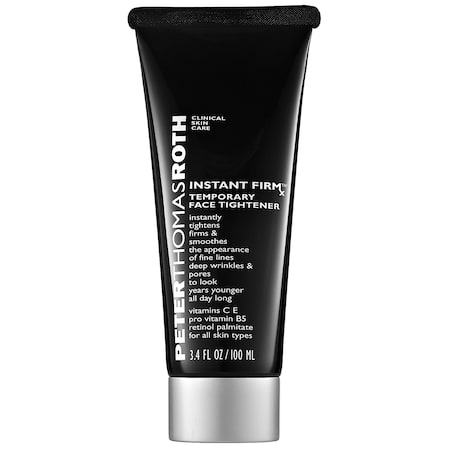 PETERTHOMASROTH
CLINICAL
SKIN
CARE
INSTANT FIRMx™
TEMPORARY
FACE TIGHTENER
instantly
tightens
firms &
smoothes
the appearance
of fine lines
deep wrinkles &
pores
to look
years younger
all day long
vitamins C E
pro vitamin B5
retinol palmitate
for all skin types
3.4 FL OZ/100 ML